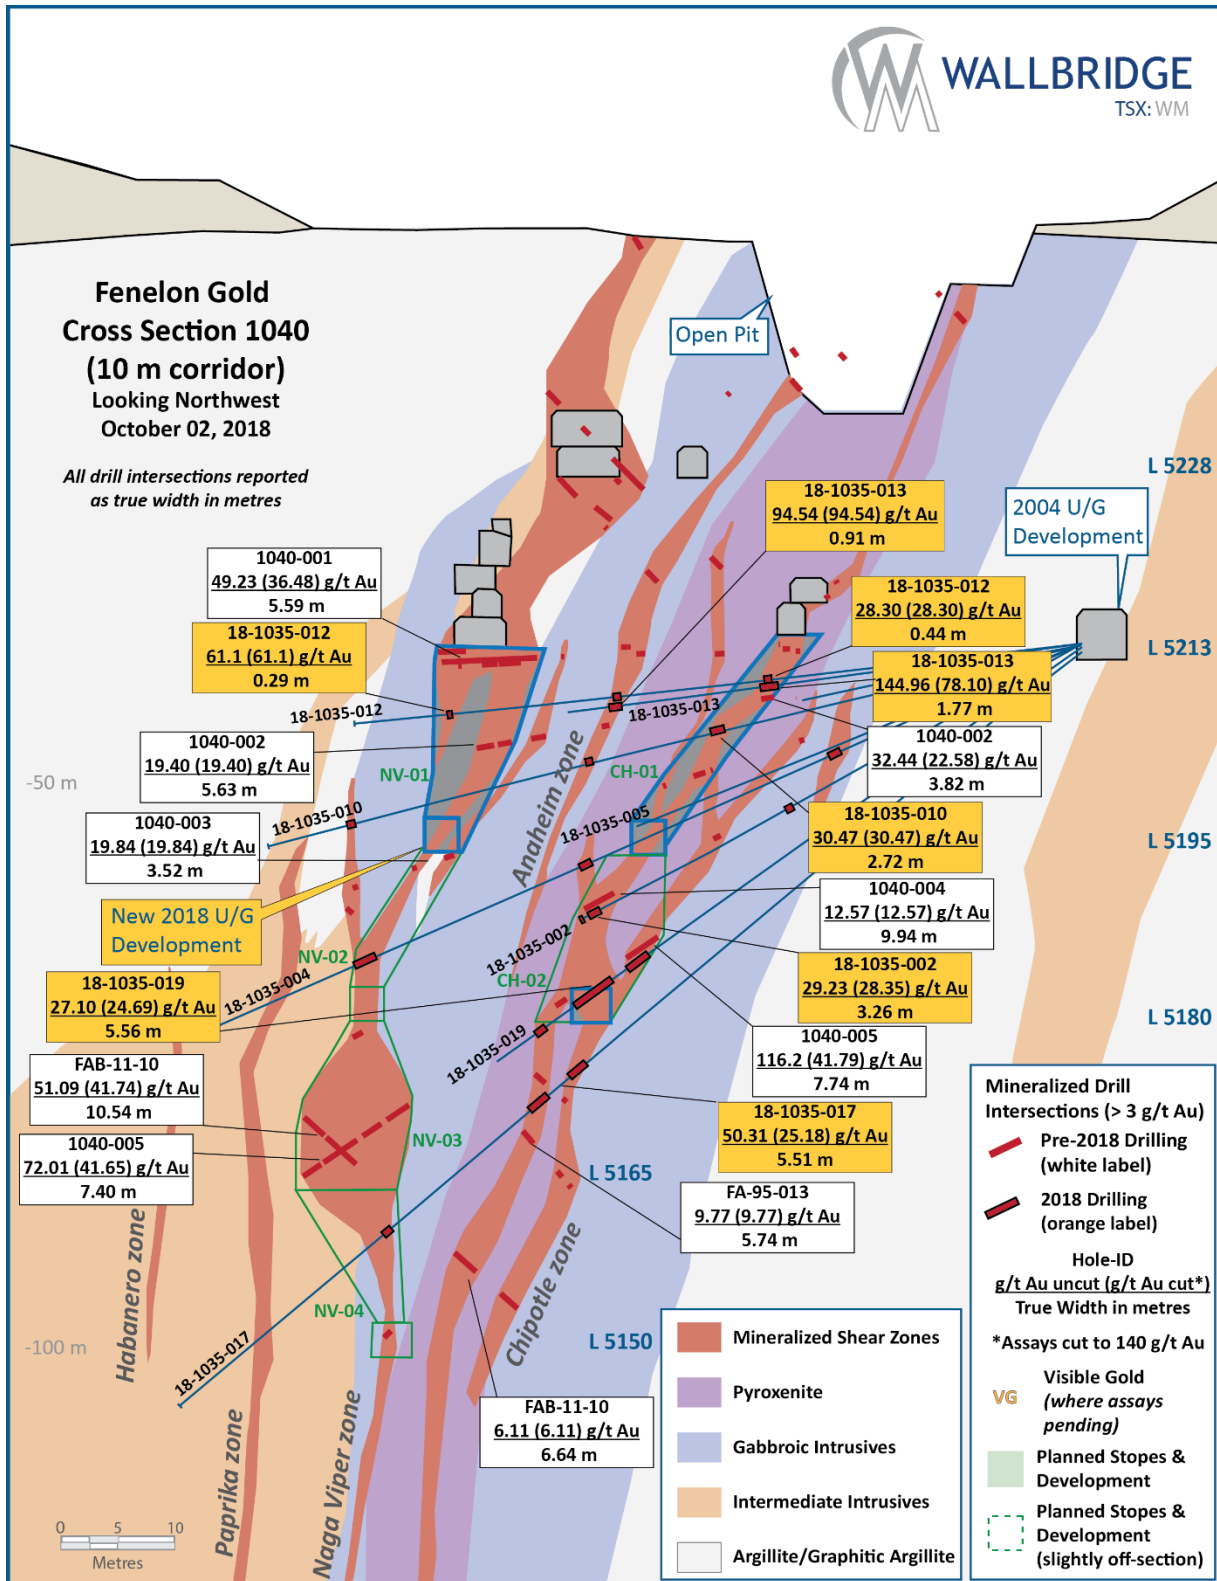 WALLBRIDGE
TSX: WM
Fenelon Gold
Cross Section 1040
(10 m corridor)
Looking Northwest
October 02, 2018
All drill intersections reported
as true width in metres
Open Pit
L 5228
2004 U/G
Development
18-1035-013
94.54 (94.54) g/t Au
0.91 m
1040-001
49.23 (36.48) g/t Au
5.59 m
18-1035-012
28.30 (28.30) g/t Au
0.44 m
18-1035-012
61.1 (61.1) g/t Au
0.29 m
L 5213
18-1035-013
144.96 (78.10) g/t Au
1.77 m
18-1035-012
18-1035-013
1040-002
19.40 (19.40) g/t Au
5.63 m
1040-002
32.44 (22.58) g/t Au
3.82 m
NV-01
CH-01
Anaheim zone
-50 m
18-1035-010
18-1035-005
18-1035-010
30.47 (30.47) g/t Au
2.72 m
1040-003
19.84 (19.84) g/t Au
3.52 m
L 5195
1040-004
12.57 (12.57) g/t Au
9.94 m
New 2018 U/G
Development
NV-02
18-1035-002
CH-02
18-1035-002
29.23 (28.35) g/t Au
3.26 m
18-1035-019
27.10 (24.69) g/t Au
5.56 m
18-1035-004
L 5180
18-1035-019
1040-005
116.2 (41.79) g/t Au
7.74 m
FAB-11-10
51.09 (41.74) g/t Au
10.54 m
18-1035-017
50.31 (25.18) g/t Au
5.51 m
1040-005
72.01 (41.65) g/t Au
7.40 m
NV-03
L 5165
FA-95-013
9.77 (9.77) g/t Au
5.74 m
Habanero zone
Chipotle zone
NV-04
-100 m
L 5150
18-1035-017
FAB-11-10
6.11 (6.11) g/t Au
6.64 m
Paprika zone
Naga Viper zone
0 5 10
Metres
Mineralized Shear Zones
Pyroxenite
Gabbroic Intrusives
Intermediate Intrusives
Argillite/Graphitic Argillite
Mineralized Drill
Intersections (> 3 g/t Au)
Pre-2018 Drilling
(white label)
2018 Drilling
(orange label)
Hole-ID
g/t Au uncut (g/t Au cut*)
True Width in metres
*Assays cut to 140 g/t Au
VG
Visible Gold
(where assays
pending)
Planned Stopes &
Development
Planned Stopes &
Development
(slightly off-section)